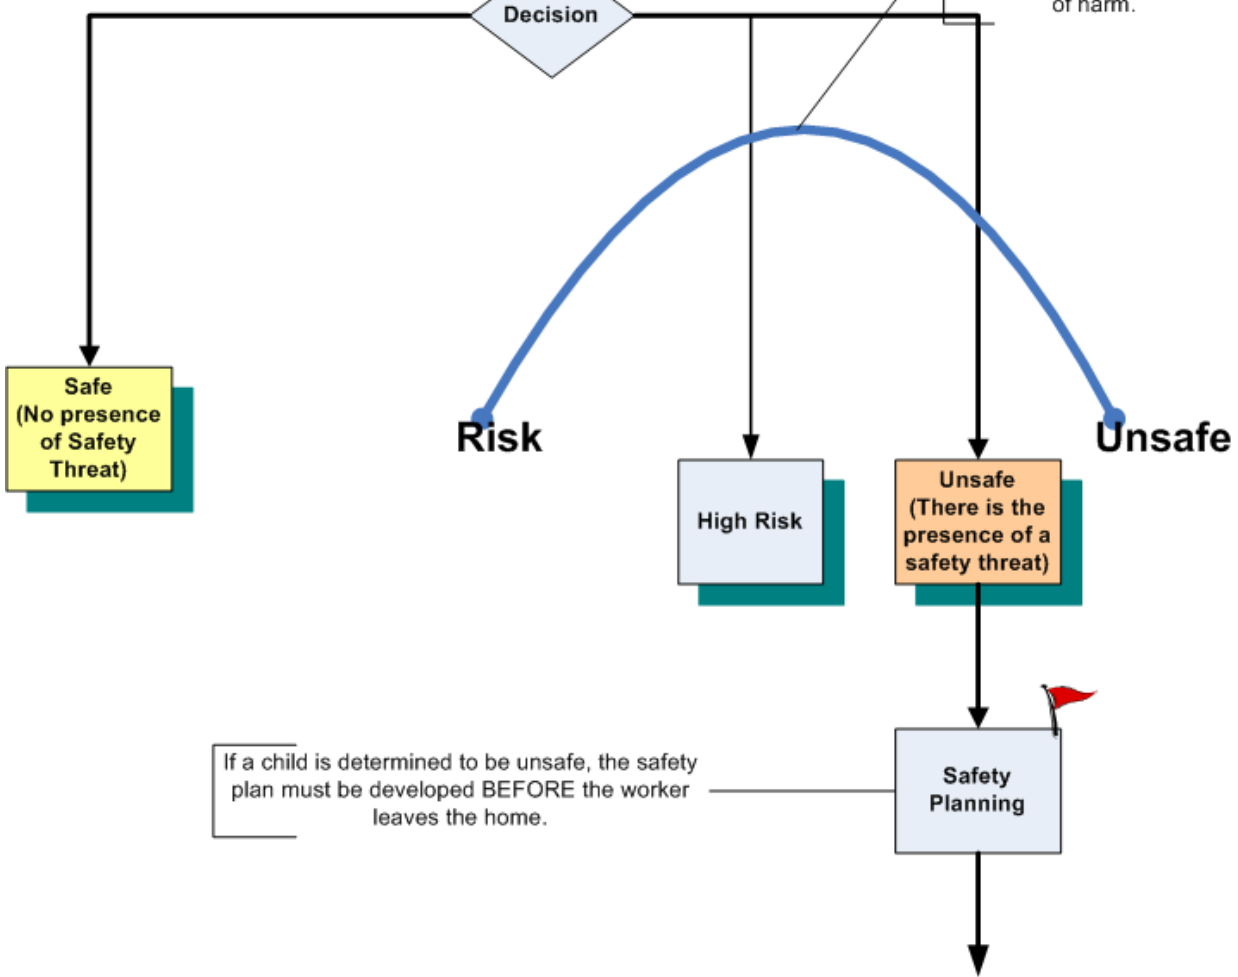 Decision
of harm.
Safe
(No presence
of Safety
Threat)
Risk
Unsafe
High Risk
Unsafe
(There is the
presence of a
safety threat)
If a child is determined to be unsafe, the safety
plan must be developed BEFORE the worker
leaves the home.
Safety
Planning